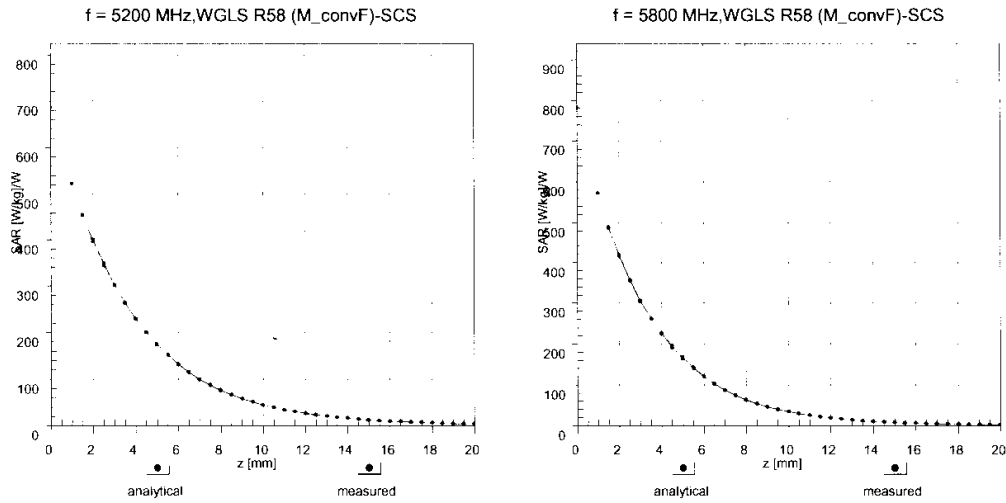 f = 5200 MHz,WGLS R58 (M_convF)-SCS
SAR [W/kg]/W
800
700
600
500
400
300
200
100
0
0 2 4 6 8 10 12 14 16 18 20
z [mm]
analytical measured
f = 5800 MHz,WGLS R58 (M_convF)-SCS
SAR [W/kg]/W
900
800
700
600
500
400
300
200
100
0
0 2 4 6 8 10 12 14 16 18 20
z [mm]
analytical measured